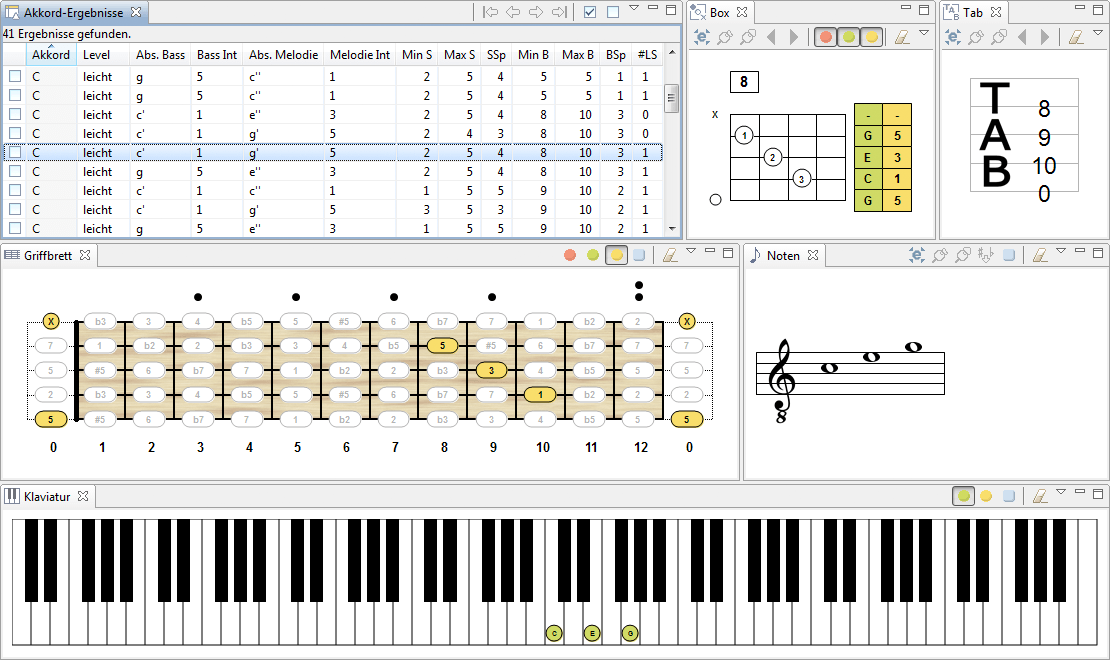 Akkord-Ergebnisse
41 Ergebnisse gefunden.
Akkord Level Abs. Bass Bass Int Abs. Melodie Melodie Int Min S Max S SSp Min B Max B BSp #LS
C leicht g 5 c'' 1 2 5 4 5 5 1 1
C leicht g 5 c'' 1 2 5 4 5 5 1 1
C leicht c' 1 e'' 3 2 5 4 8 10 3 0
C leicht c' 1 g' 5 2 4 3 8 10 3 0
C leicht c' 1 g' 5 2 5 4 8 10 3 1
C leicht g 5 e'' 3 2 5 4 8 10 3 1
C leicht c' 1 c'' 1 1 5 5 9 10 2 1
C leicht c' 1 g' 5 3 5 3 9 10 2 1
C leicht g 5 e'' 3 1 5 5 9 10 2 1
Box
8
x
1
2
3
- -
G 5
E 3
C 1
G 5
Tab
T
A
B
8
9
10
0
Griffbrett
X b3 3 4 b5 5 #5 6 b7 7 1 b2 2 X
7 1 b2 2 b3 3 4 b5 5 #5 6 b7 7 7
5 #5 6 b7 7 1 b2 2 b3 3 4 b5 5 5
2 b3 3 4 b5 5 #5 6 b7 7 1 b2 2 2
5 #5 6 b7 7 1 b2 2 b3 3 4 b5 5 5
0 1 2 3 4 5 6 7 8 9 10 11 12 0
Noten
8
Klaviatur
C E G